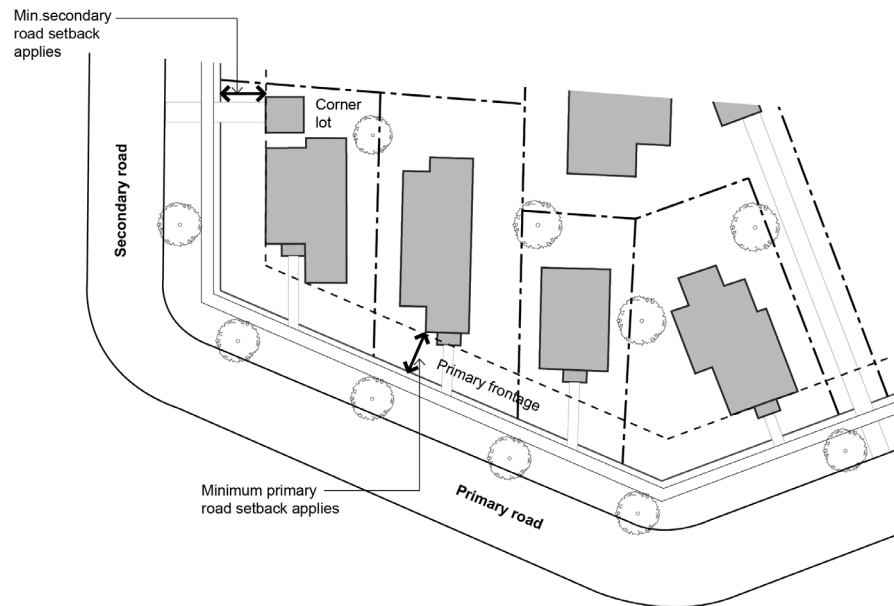 Min.secondary
road setback
applies
Corner
lot
Secondary road
Primary frontage
Minimum primary
road setback applies
Primary road